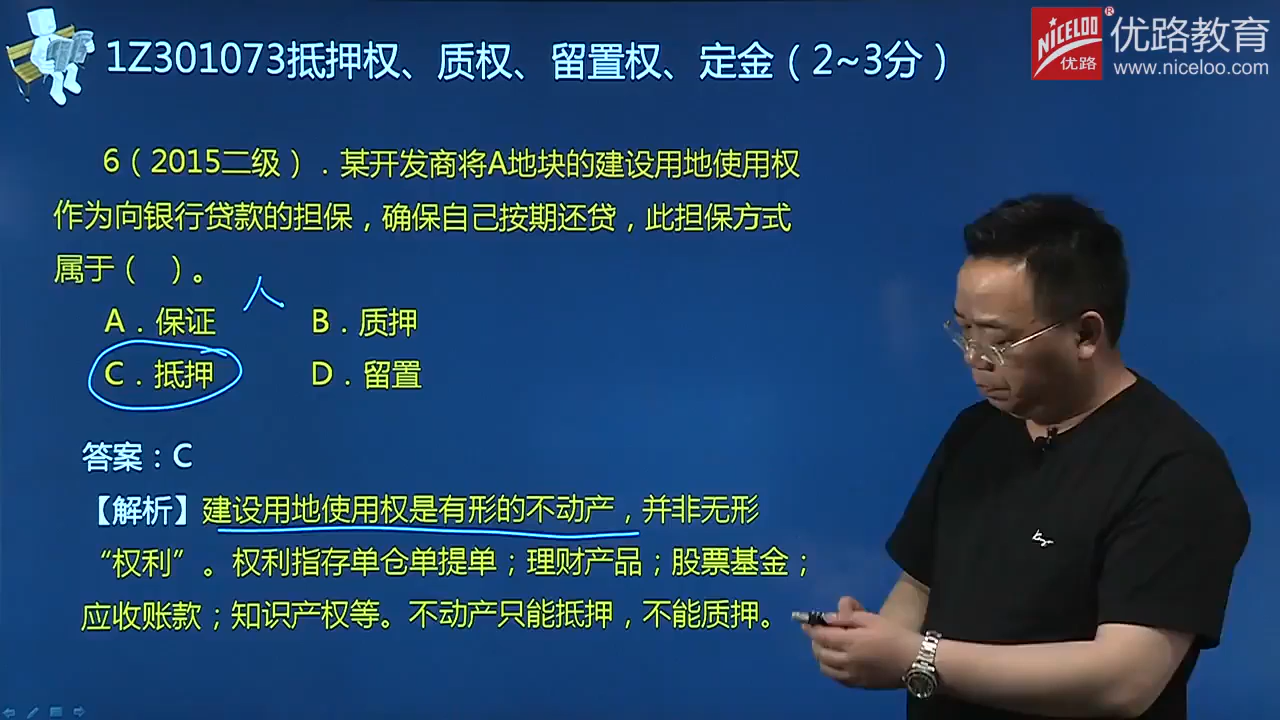 1Z301073抵押权、质权、留置权、定金（2~3分）
NICELOO
优路
®
优路教育
www.niceloo.com
6（2015二级）．某开发商将A地块的建设用地使用权
作为向银行贷款的担保，确保自己按期还贷，此担保方式
属于（ ）。
人
A．保证 B．质押
C．抵押 D．留置
答案：C
【解析】建设用地使用权是有形的不动产，并非无形
“权利”。权利指存单仓单提单；理财产品；股票基金；
应收账款；知识产权等。不动产只能抵押，不能质押。